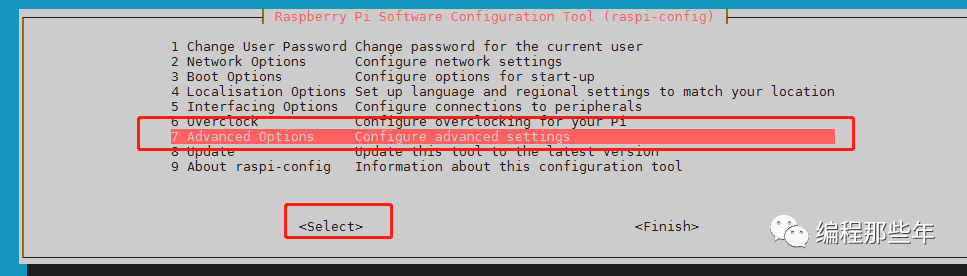 Raspberry Pi Software Configuration Tool (raspi-config)
1 Change User Password Change password for the current user
2 Network Options Configure network settings
3 Boot Options Configure options for start-up
4 Localisation Options Set up language and regional settings to match your location
5 Interfacing Options Configure connections to peripherals
6 Overclock Configure overclocking for your Pi
7 Advanced Options Configure advanced settings
8 Update Update this tool to the latest version
9 About raspi-config Information about this configuration tool
<Select> <Finish>
编程那些年